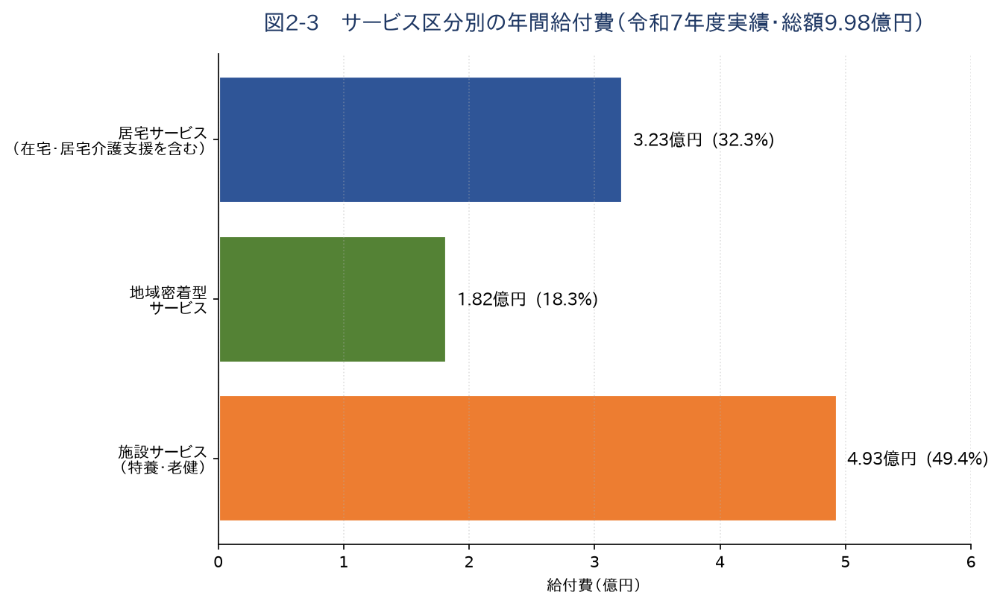 図2-3　サービス区分別の年間給付費（令和7年度実績・総額9.98億円）
居宅サービス
（在宅・居宅介護支援を含む）
3.23億円 (32.3%)
地域密着型
サービス
1.82億円 (18.3%)
施設サービス
（特養・老健）
4.93億円 (49.4%)
0 1 2 3 4 5 6
給付費（億円）